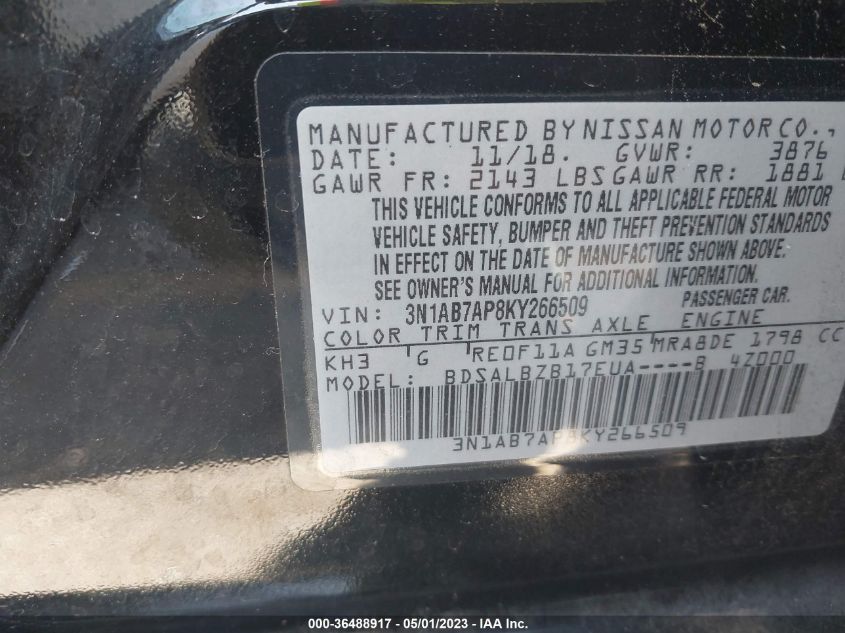 MANUFACTURED BY NISSAN MOTOR CO.,
DATE: 11/18. GVWR: 3876
GAWR FR: 2143 LBS GAWR RR: 1881
THIS VEHICLE CONFORMS TO ALL APPLICABLE FEDERAL MOTOR
VEHICLE SAFETY, BUMPER AND THEFT PREVENTION STANDARDS
IN EFFECT ON THE DATE OF MANUFACTURE SHOWN ABOVE.
SEE OWNER'S MANUAL FOR ADDITIONAL INFORMATION.
VIN: 3N1AB7AP8KY266509 PASSENGER CAR.
COLOR TRIM TRANS AXLE ENGINE
KH3 G RE0F11A GM35 MRA8DE 1798 CC
MODEL: BDSALBZB17EUA----B 4Z000
3N1AB7AP8KY266509
000-36488917 - 05/01/2023 - IAA Inc.